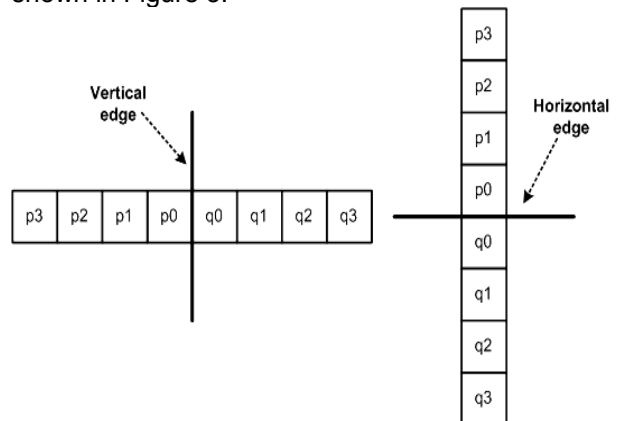 shown in Figure 3.
Vertical
edge
p3 p2 p1 p0 q0 q1 q2 q3
p3
p2
p1
p0
Horizontal
edge
q0
q1
q2
q3